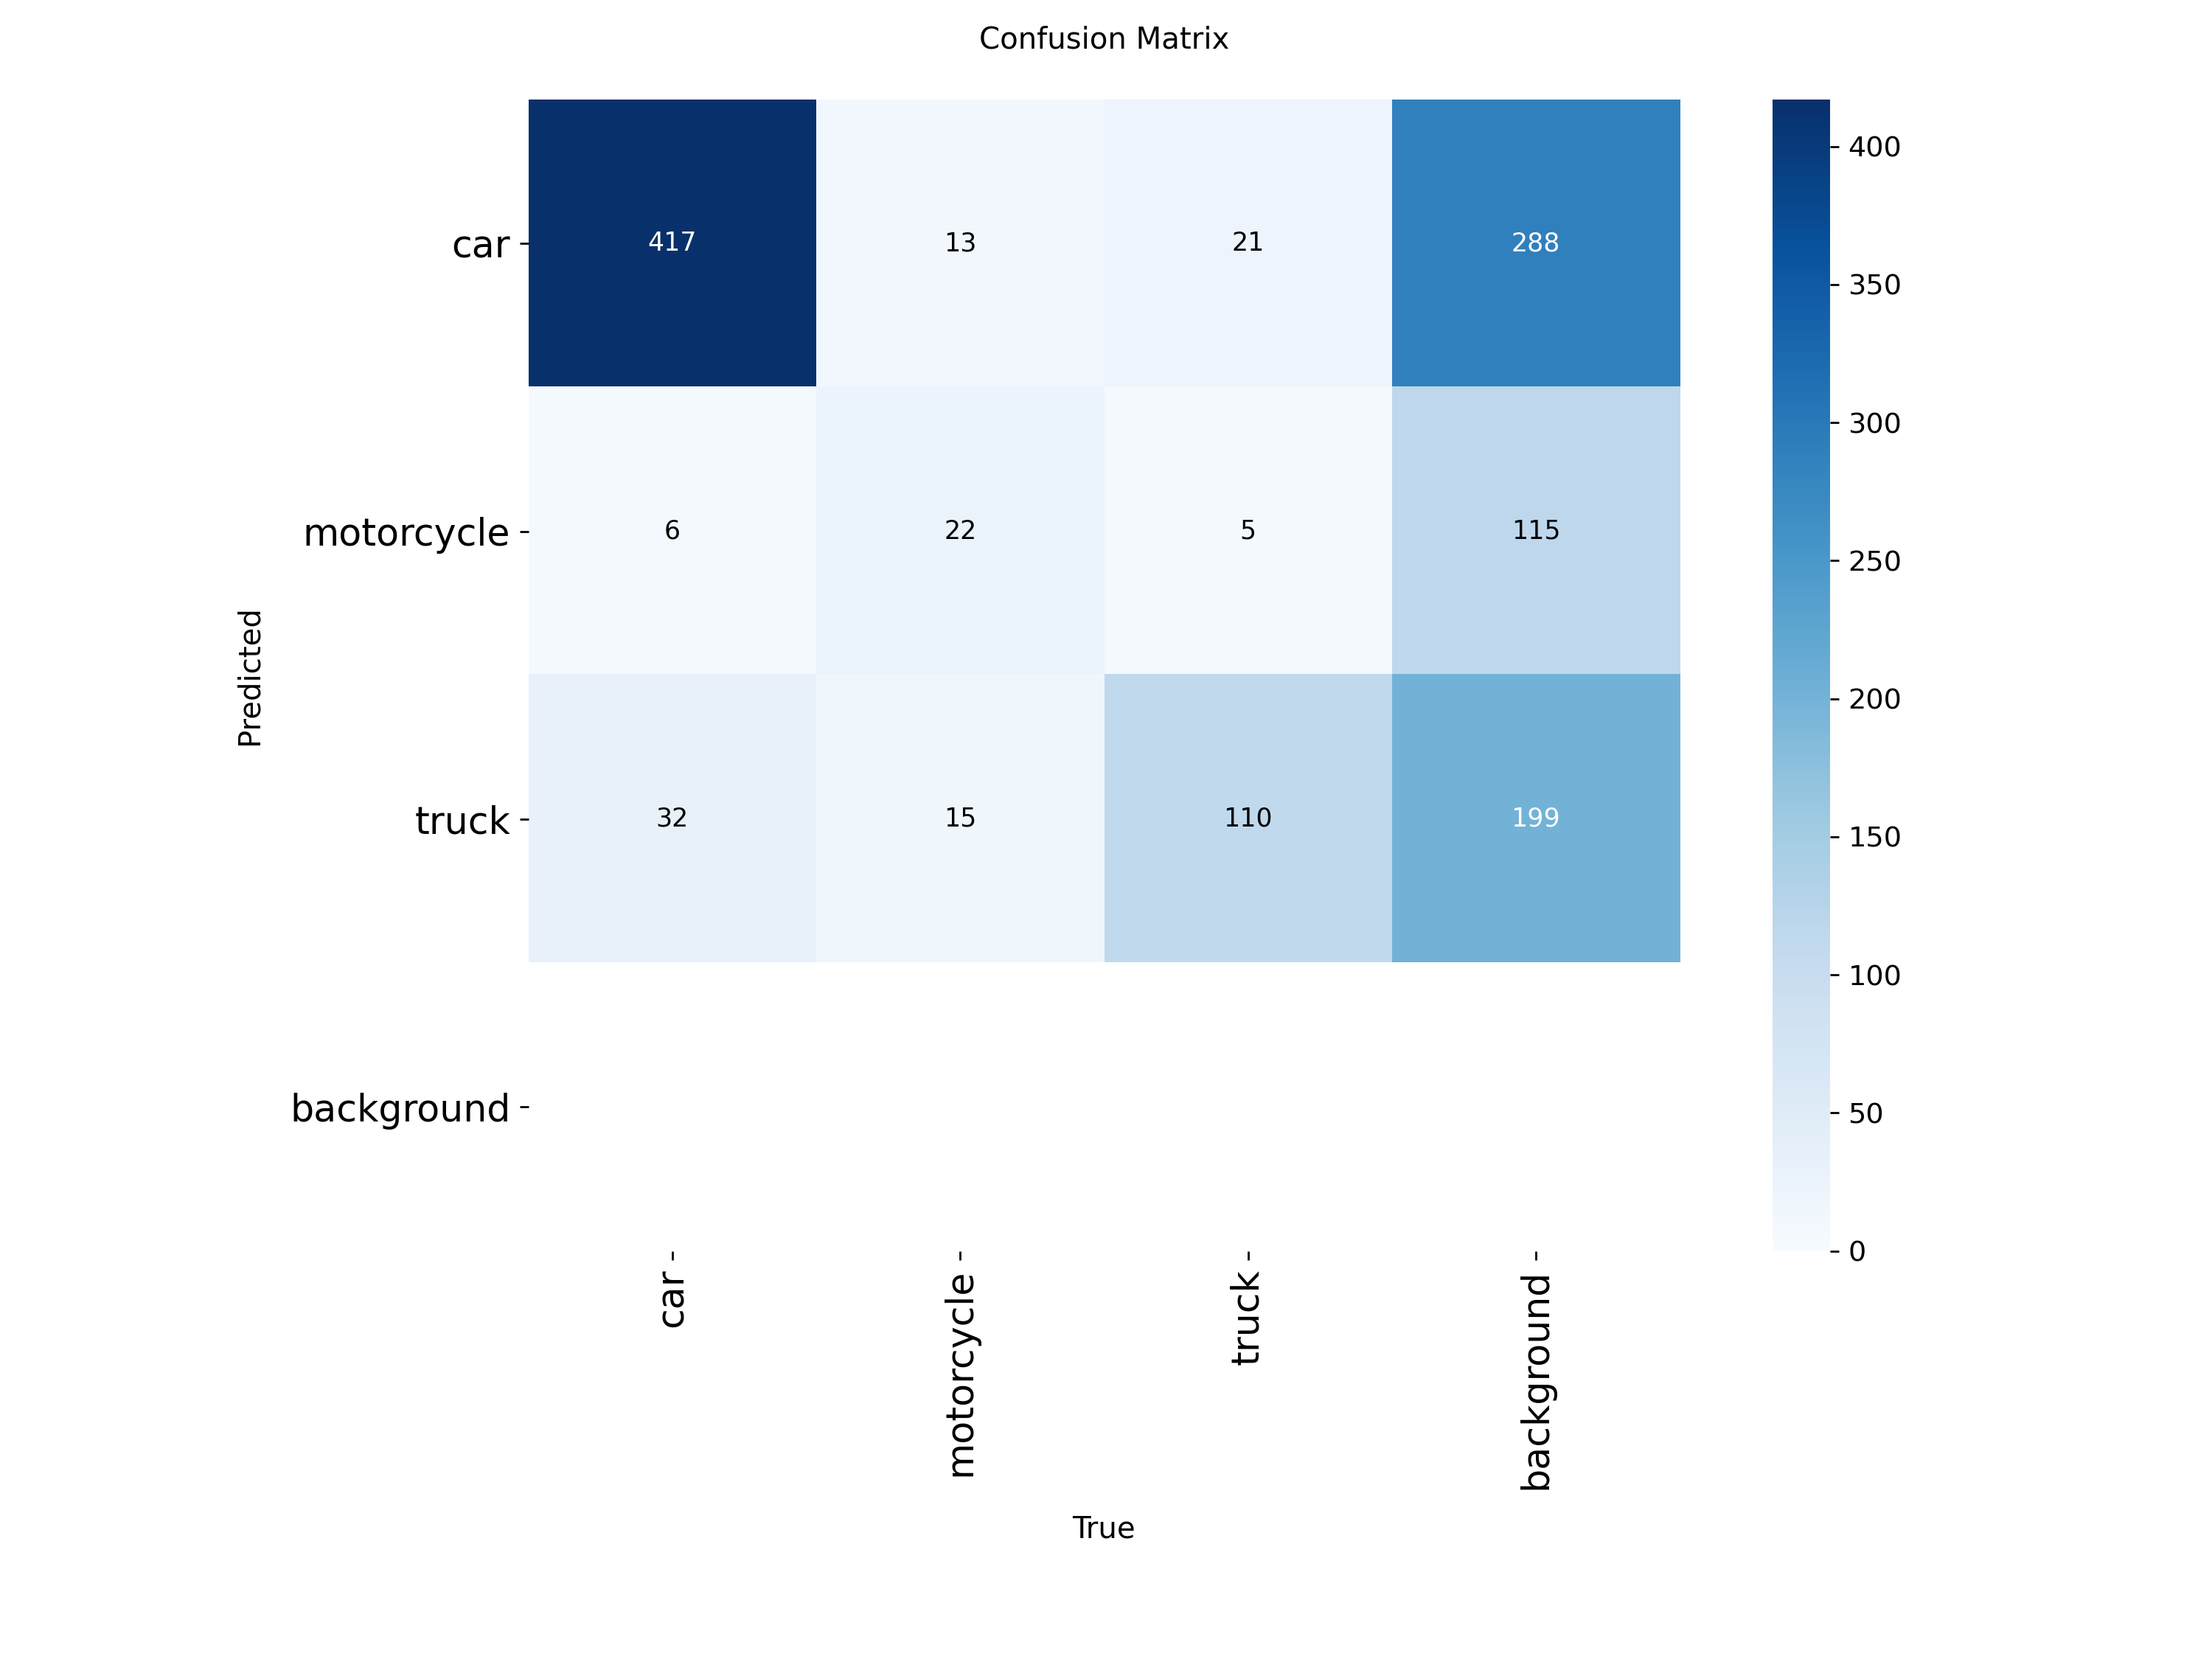 Confusion Matrix
car
417 13 21 288
motorcycle
6 22 5 115
truck
32 15 110 199
background
car motorcycle truck background
Predicted
True
400
350
300
250
200
150
100
50
0